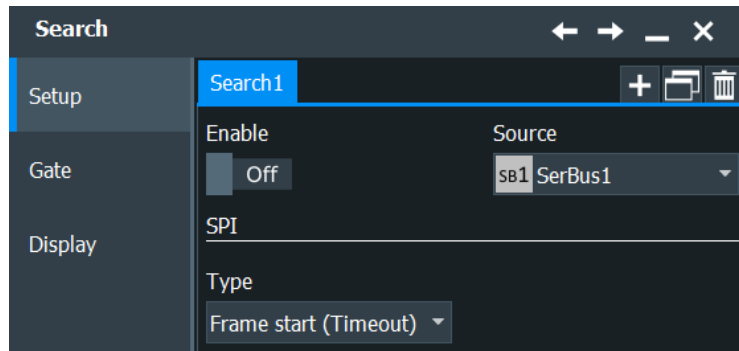 Search
Setup
Gate
Display
Search1
Enable
Source
Off
SB1 SerBus1
SPI
Type
Frame start (Timeout)